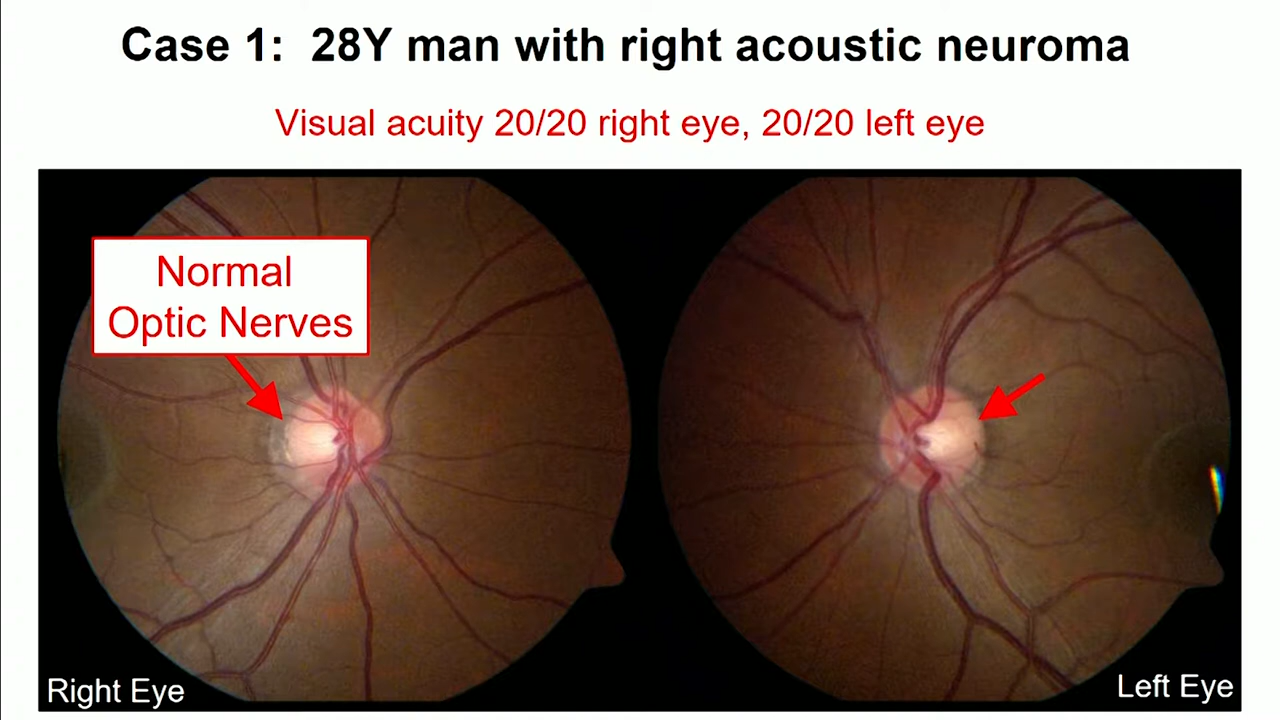 Case 1:  28Y man with right acoustic neuroma
Visual acuity 20/20 right eye, 20/20 left eye
Normal
Optic Nerves
Right Eye
Left Eye